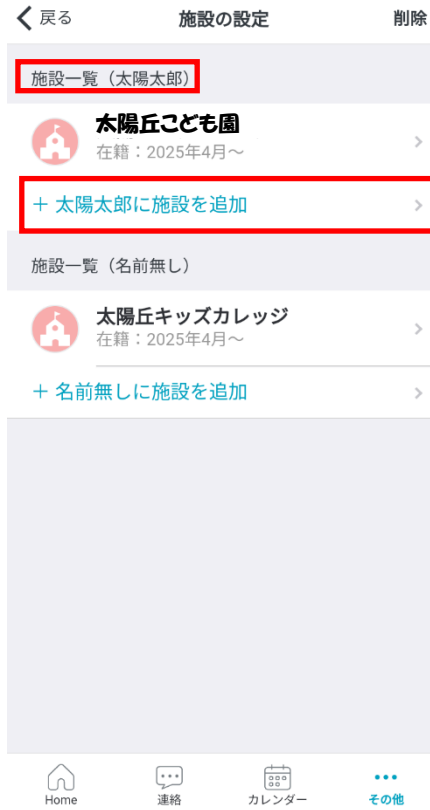 戻る 施設の設定 削除
施設一覧（太陽太郎）
太陽丘こども園
在籍：2025年4月～
＋ 太陽太郎に施設を追加
施設一覧（名前無し）
太陽丘キッズカレッジ
在籍：2025年4月～
＋ 名前無しに施設を追加
Home 連絡 カレンダー その他